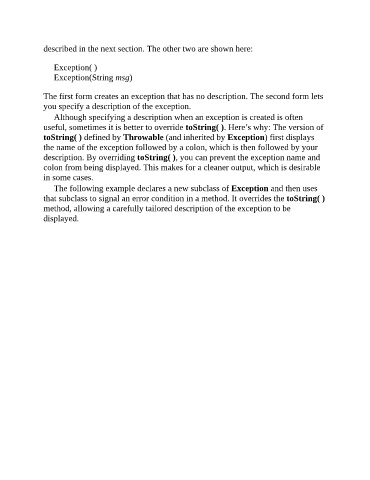 described in the next section. The other two are shown here:
Exception( )
Exception(String msg)
The first form creates an exception that has no description. The second form lets
you specify a description of the exception.
Although specifying a description when an exception is created is often
useful, sometimes it is better to override toString( ). Here’s why: The version of
toString( ) defined by Throwable (and inherited by Exception) first displays
the name of the exception followed by a colon, which is then followed by your
description. By overriding toString( ), you can prevent the exception name and
colon from being displayed. This makes for a cleaner output, which is desirable
in some cases.
The following example declares a new subclass of Exception and then uses
that subclass to signal an error condition in a method. It overrides the toString( )
method, allowing a carefully tailored description of the exception to be
displayed.